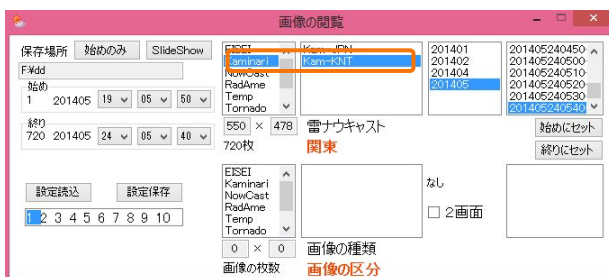 画像の閲覧
保存場所 始めのみ SlideShow
F:¥dd
始め
1 201405 19 05 50
終り
720 201405 24 05 40
設定読込 設定保存
1 2 3 4 5 6 7 8 9 10
EISEI
Kaminari
NowCast
RadAme
Temp
Tornado
Kam-JPN
Kam-KNT
201401
201402
201404
201405
201405240450
201405240500
201405240510
201405240520
201405240530
201405240540
550 × 478 雷ナウキャスト
720枚 関東
始めにセット
終りにセット
EISEI
Kaminari
NowCast
RadAme
Temp
Tornado
なし
2画面
0 × 0 画像の種類
画像の枚数 画像の区分